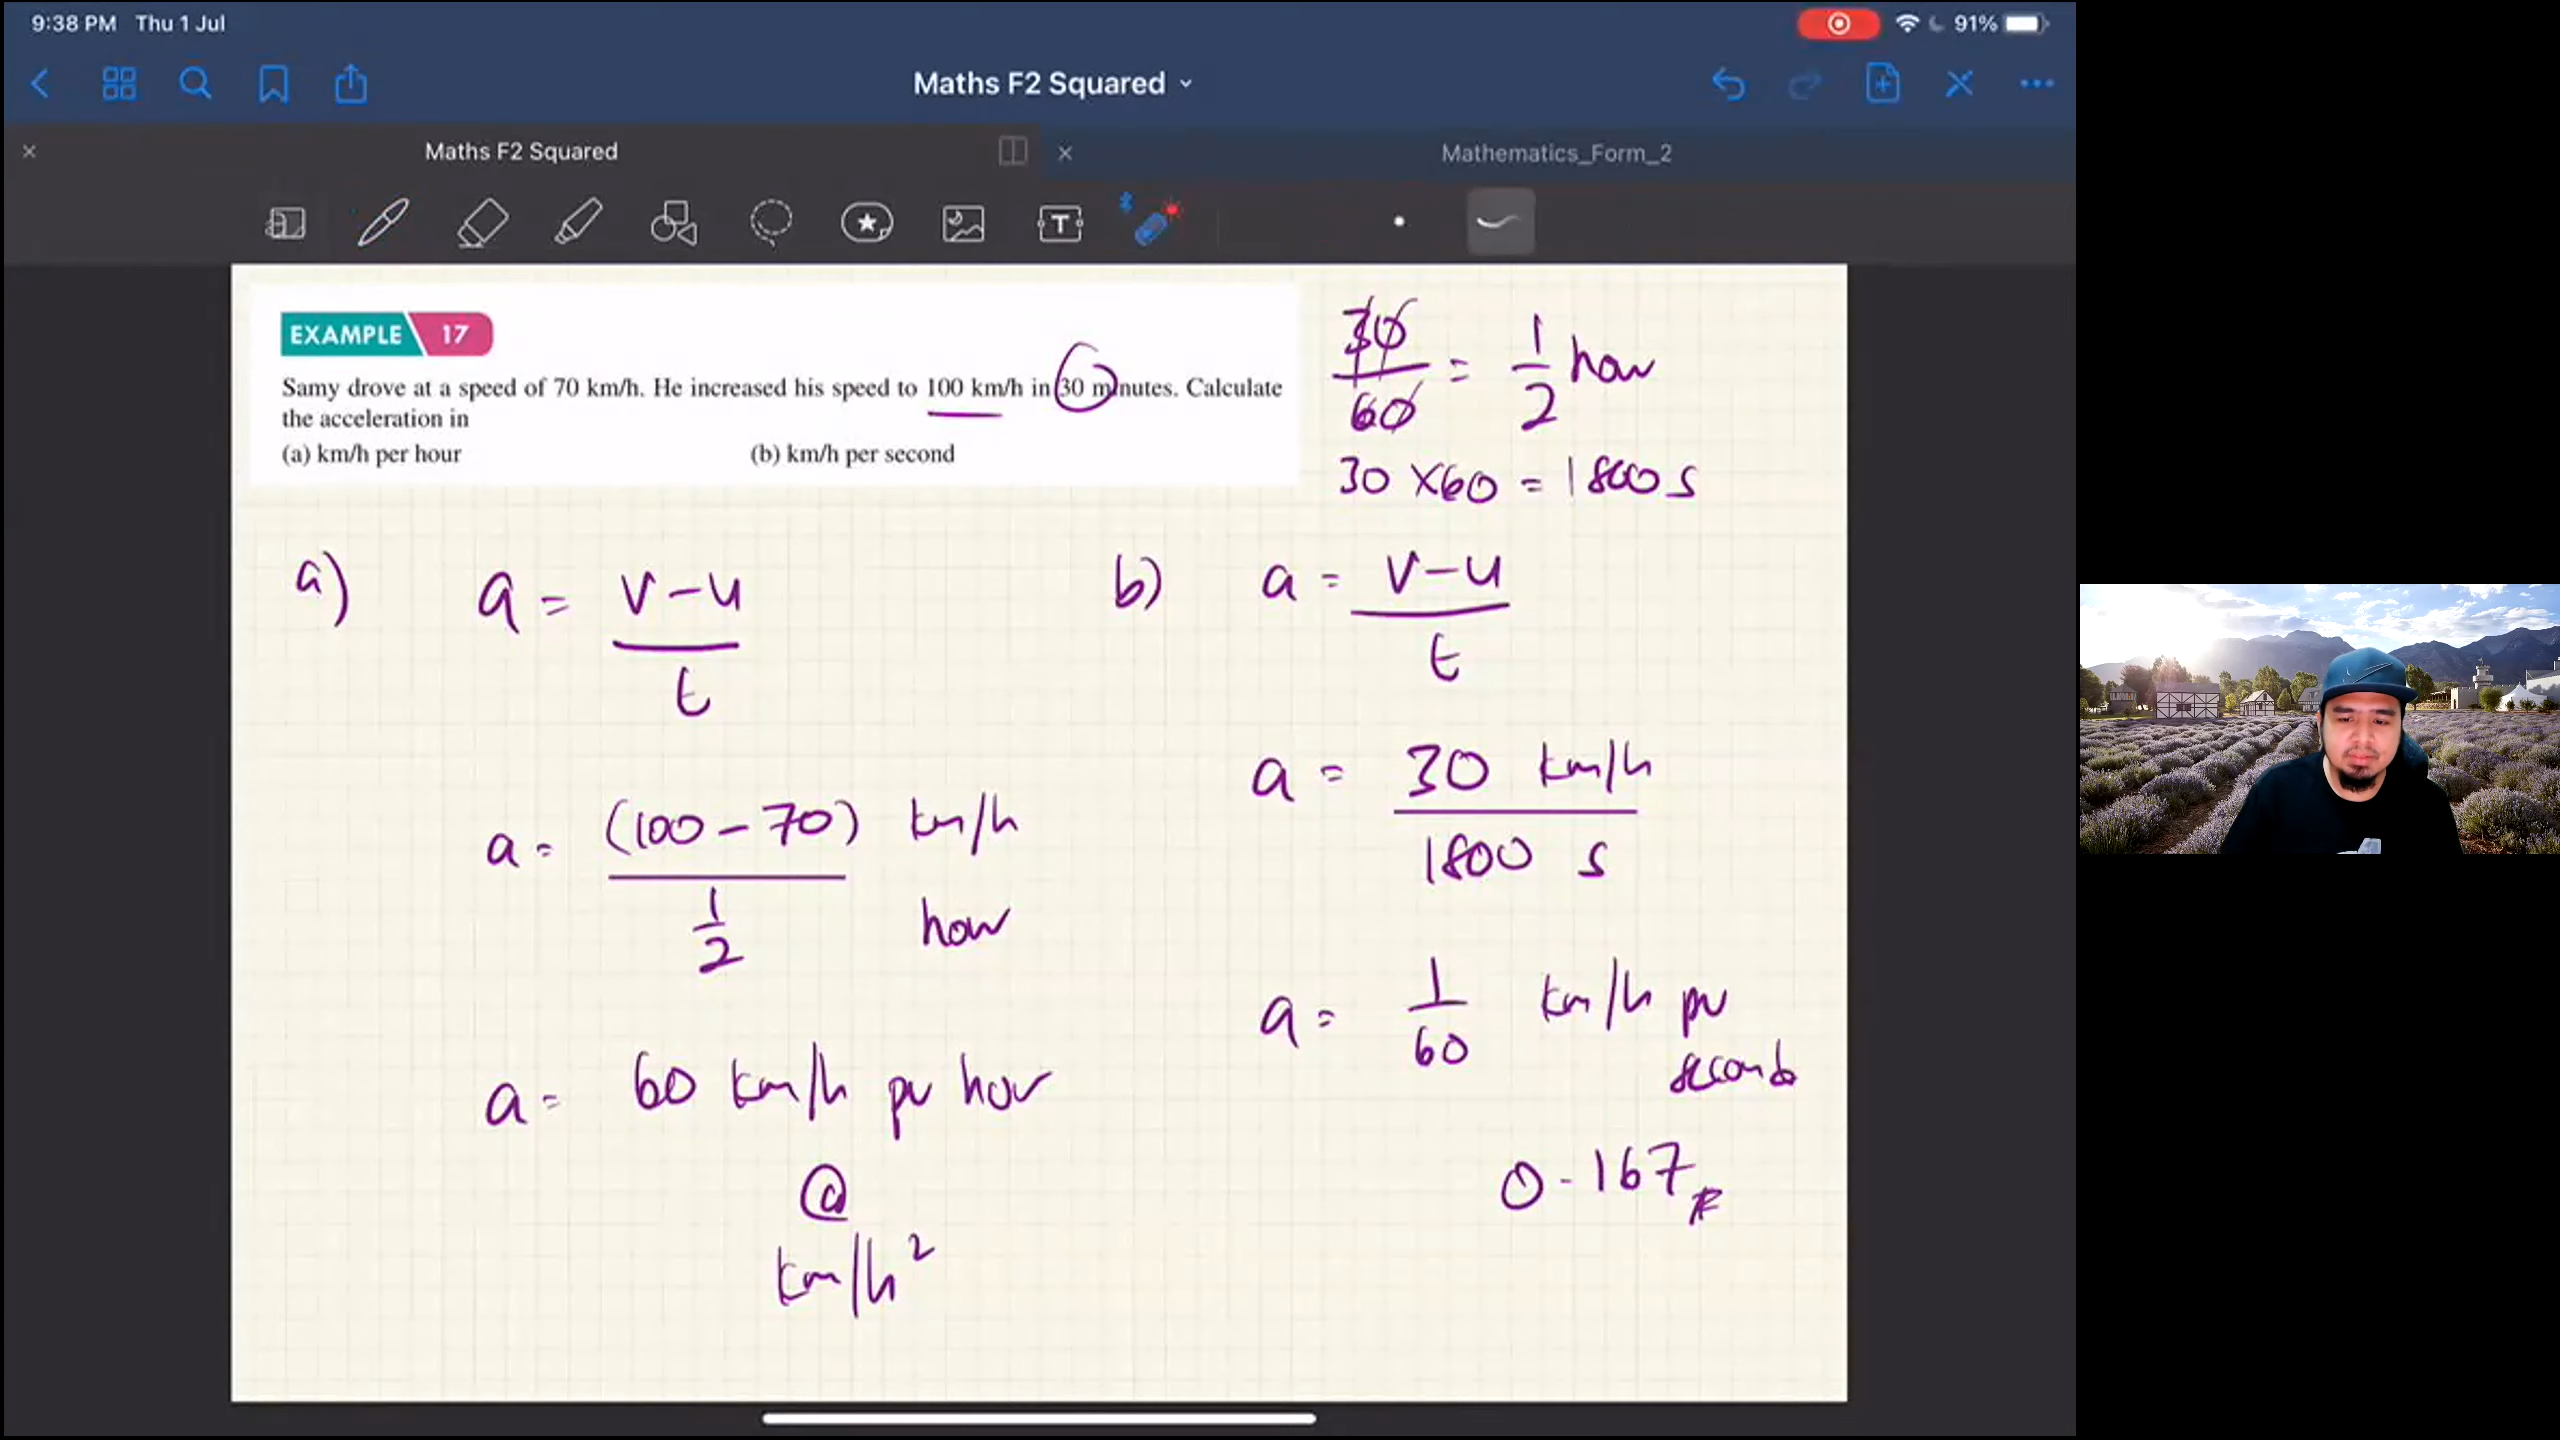 9:38 PM Thu 1 Jul
91%
Maths F2 Squared
Maths F2 Squared
Mathematics_Form_2
EXAMPLE 17
Samy drove at a speed of 70 km/h. He increased his speed to 100 km/h in 30 minutes. Calculate
the acceleration in
(a) km/h per hour (b) km/h per second
30/60 = 1/2 hour
30 × 60 = 1800 s
a) a = v - u / t
a = (100 - 70) km/h / 1/2 hour
a = 60 km/h per hour
@
km/h²
b) a = v - u / t
a = 30 km/h / 1800 s
a = 1/60 km/h per
seconds
0.167